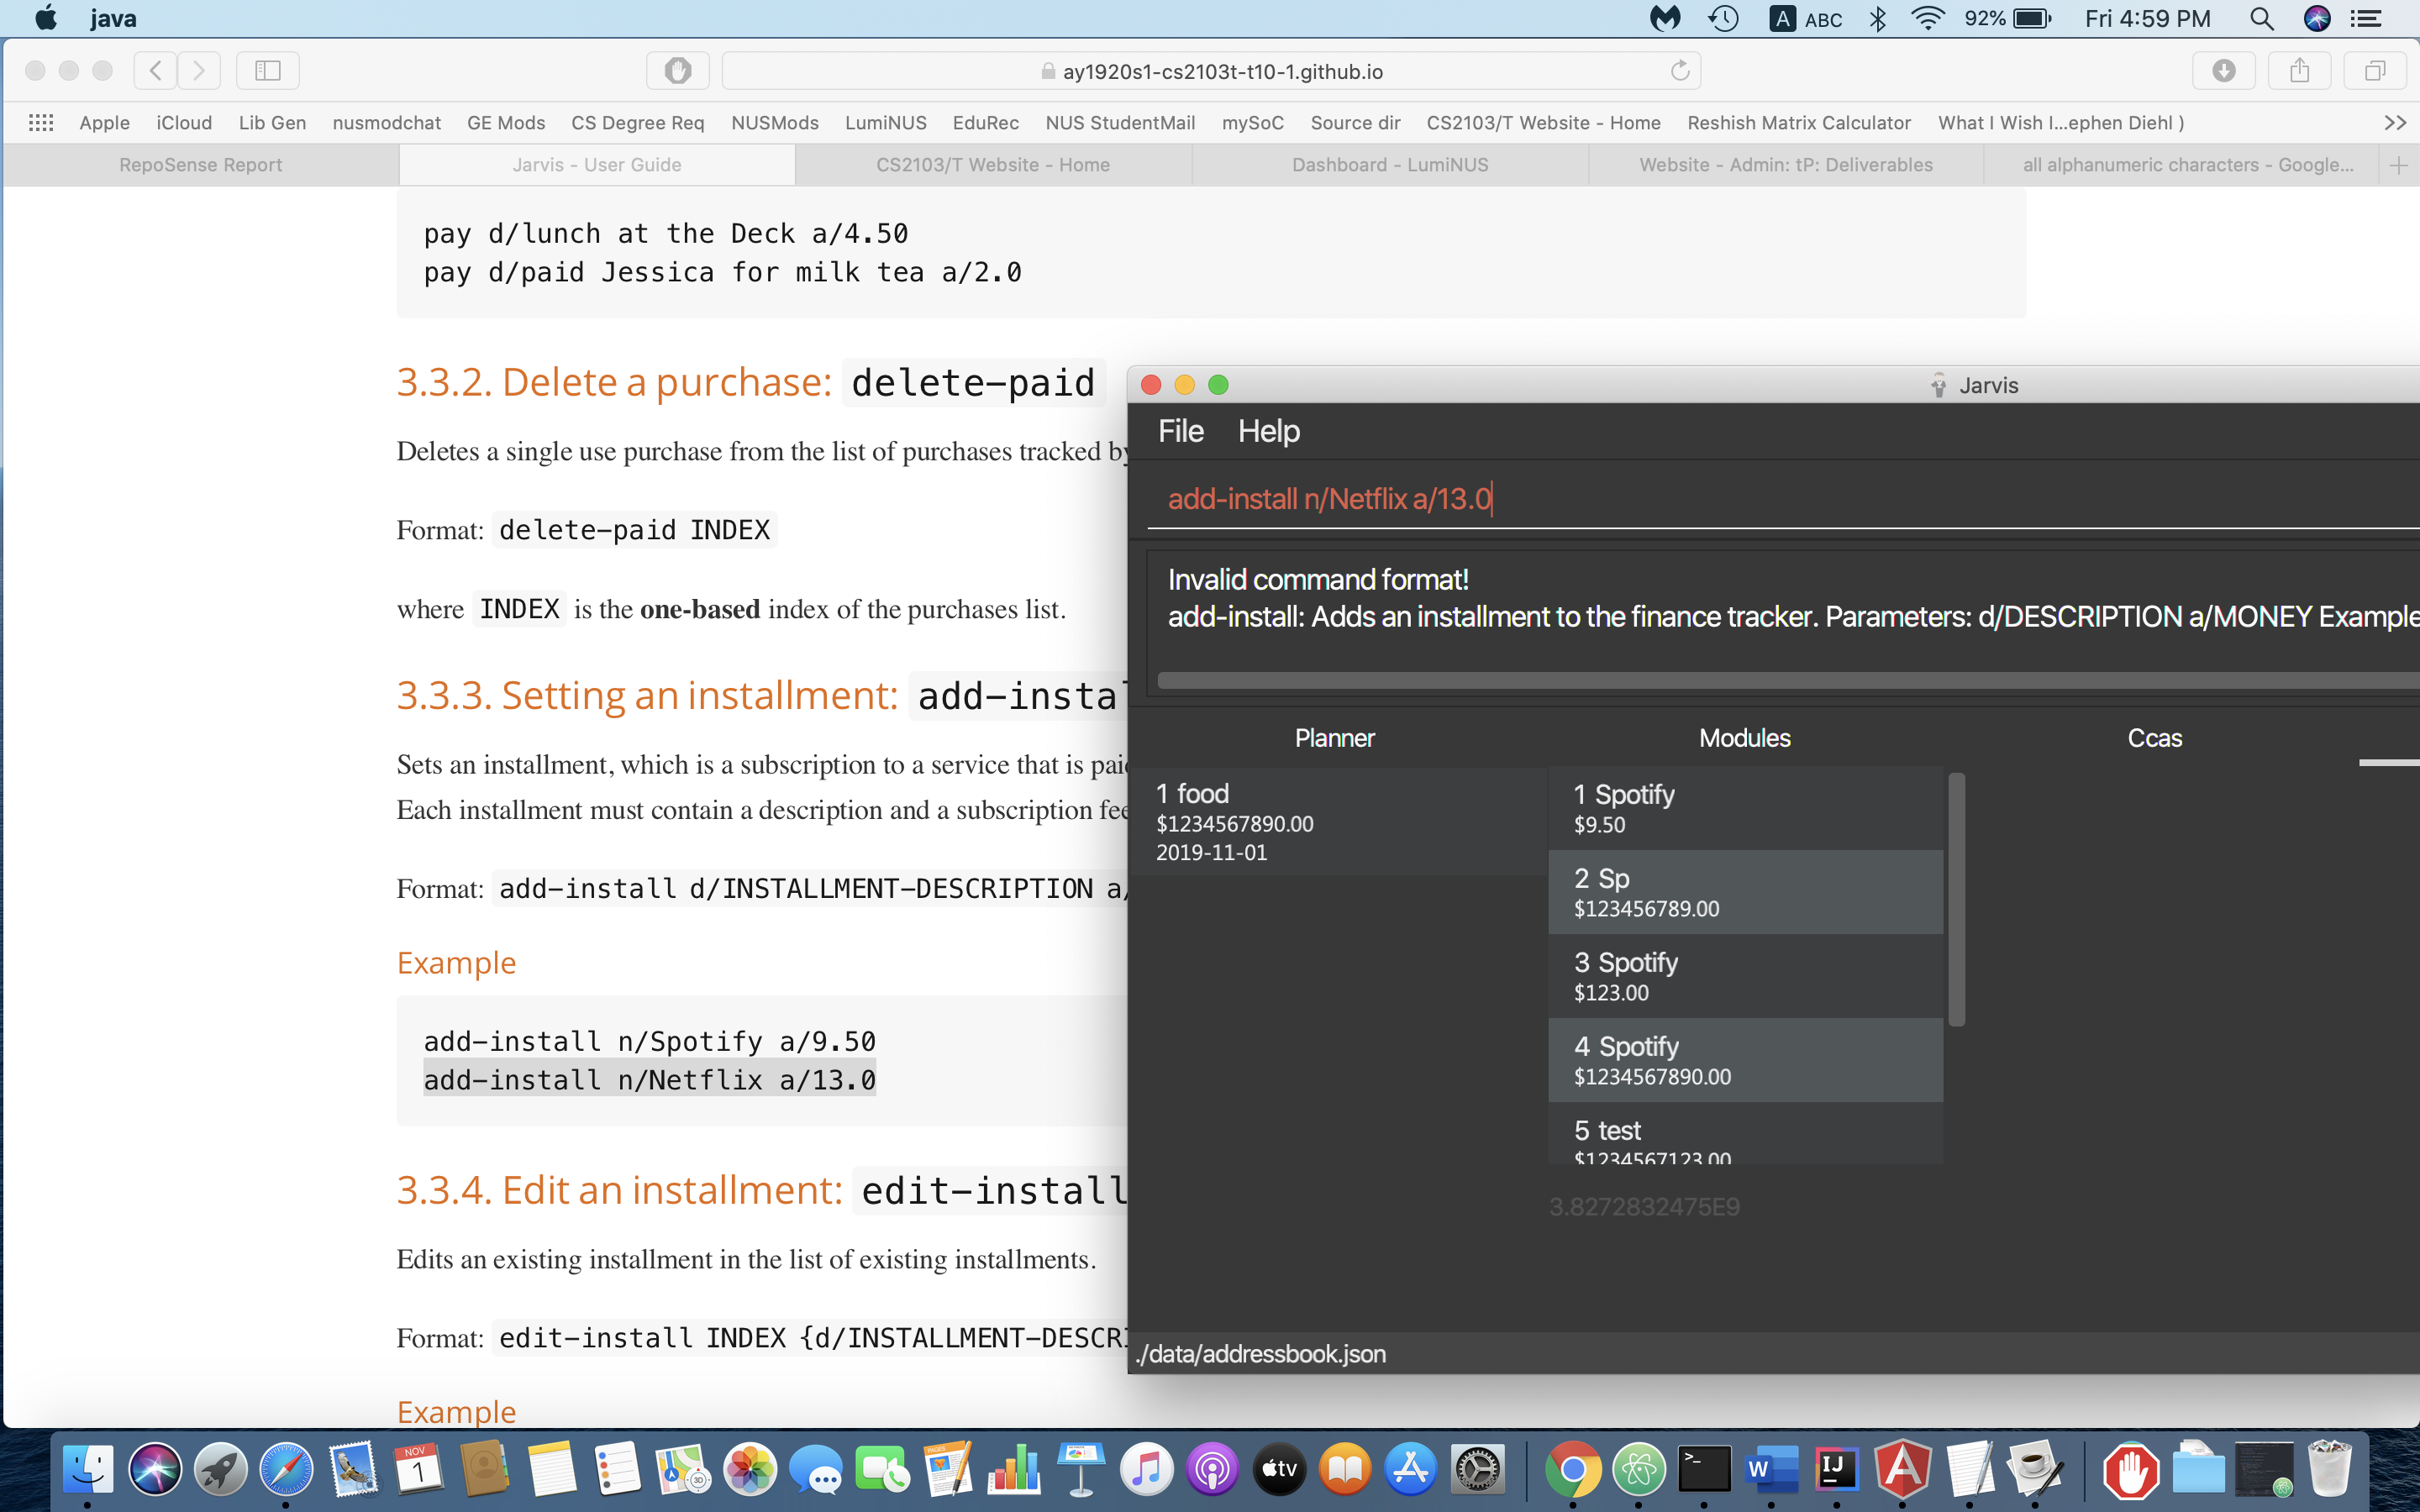 java
A ABC 92% Fri 4:59 PM
ay1920s1-cs2103t-t10-1.github.io
Apple iCloud Lib Gen nusmodchat GE Mods CS Degree Req NUSMods LumiNUS EduRec NUS StudentMail mySoC Source dir CS2103/T Website - Home Reshish Matrix Calculator What I Wish I...ephen Diehl )
RepoSense Report Jarvis - User Guide CS2103/T Website - Home Dashboard - LumiNUS Website - Admin: tP: Deliverables all alphanumeric characters - Google...
pay d/lunch at the Deck a/4.50
pay d/paid Jessica for milk tea a/2.0
3.3.2. Delete a purchase: delete-paid
Deletes a single use purchase from the list of purchases tracked by
Format: delete-paid INDEX
where INDEX is the one-based index of the purchases list.
3.3.3. Setting an installment: add-instal
Sets an installment, which is a subscription to a service that is paid
Each installment must contain a description and a subscription fee
Format: add-install d/INSTALLMENT-DESCRIPTION a/
Example
add-install n/Spotify a/9.50
add-install n/Netflix a/13.0
3.3.4. Edit an installment: edit-install
Edits an existing installment in the list of existing installments.
Format: edit-install INDEX {d/INSTALLMENT-DESCRI
Example
Jarvis
File Help
add-install n/Netflix a/13.0
Invalid command format!
add-install: Adds an installment to the finance tracker. Parameters: d/DESCRIPTION a/MONEY Example
Planner Modules Ccas
1 food
$1234567890.00
2019-11-01
1 Spotify
$9.50
2 Sp
$123456789.00
3 Spotify
$123.00
4 Spotify
$1234567890.00
5 test
$1234567123.00
3.8272832475E9
./data/addressbook.json
NOV
1
3D
PAGES
tv
>_
W
IJ